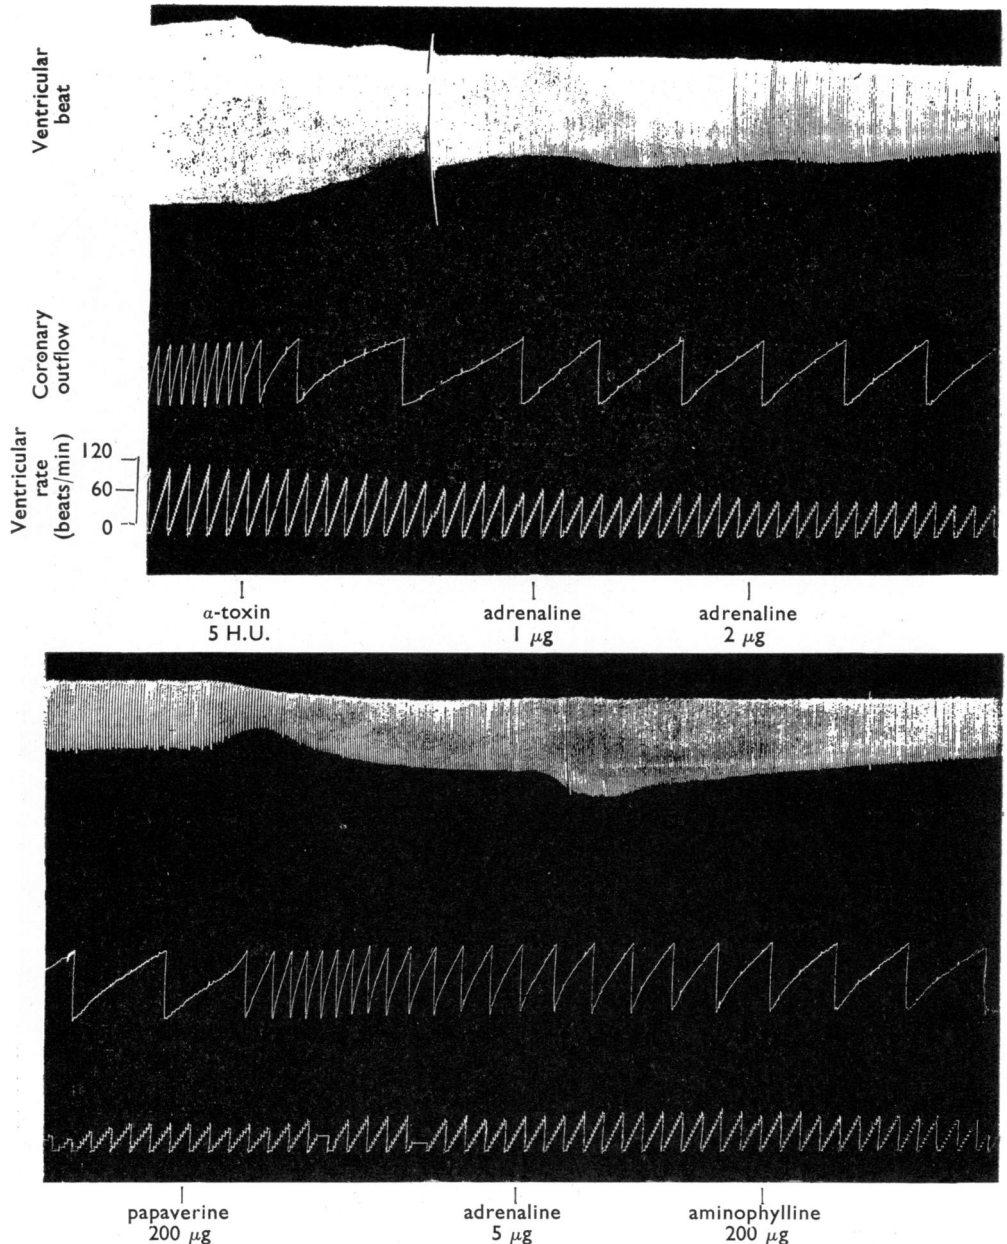 Ventricular
beat
Coronary
outflow
Ventricular
rate
(beats/min)
120
60
0
α-toxin
5 H.U.
adrenaline
1 μg
adrenaline
2 μg
papaverine
200 μg
adrenaline
5 μg
aminophylline
200 μg